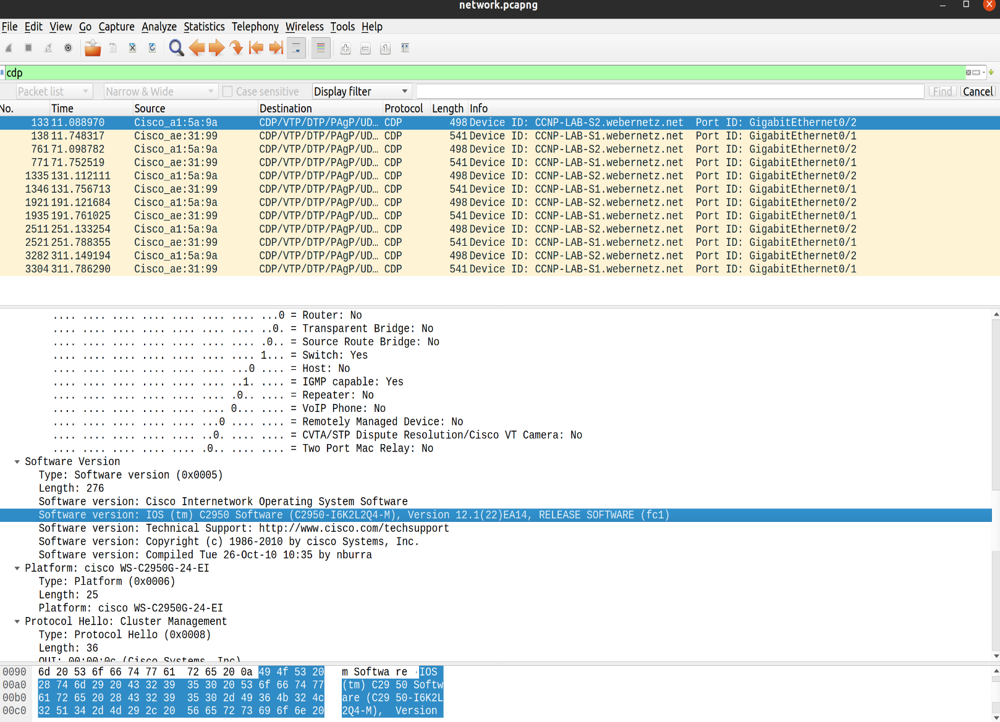 network.pcapng
File Edit View Go Capture Analyze Statistics Telephony Wireless Tools Help
cdp
Packet list Narrow & Wide Case sensitive Display filter Find Cancel
No. Time Source Destination Protocol Length Info
133 11.088970 Cisco_a1:5a:9a CDP/VTP/DTP/PAgP/UD… CDP 498 Device ID: CCNP-LAB-S2.webernetz.net Port ID: GigabitEthernet0/2
138 11.748317 Cisco_ae:31:99 CDP/VTP/DTP/PAgP/UD… CDP 541 Device ID: CCNP-LAB-S1.webernetz.net Port ID: GigabitEthernet0/1
761 71.098782 Cisco_a1:5a:9a CDP/VTP/DTP/PAgP/UD… CDP 498 Device ID: CCNP-LAB-S2.webernetz.net Port ID: GigabitEthernet0/2
771 71.752519 Cisco_ae:31:99 CDP/VTP/DTP/PAgP/UD… CDP 541 Device ID: CCNP-LAB-S1.webernetz.net Port ID: GigabitEthernet0/1
1335 131.112111 Cisco_a1:5a:9a CDP/VTP/DTP/PAgP/UD… CDP 498 Device ID: CCNP-LAB-S2.webernetz.net Port ID: GigabitEthernet0/2
1346 131.756713 Cisco_ae:31:99 CDP/VTP/DTP/PAgP/UD… CDP 541 Device ID: CCNP-LAB-S1.webernetz.net Port ID: GigabitEthernet0/1
1921 191.121684 Cisco_a1:5a:9a CDP/VTP/DTP/PAgP/UD… CDP 498 Device ID: CCNP-LAB-S2.webernetz.net Port ID: GigabitEthernet0/2
1935 191.761025 Cisco_ae:31:99 CDP/VTP/DTP/PAgP/UD… CDP 541 Device ID: CCNP-LAB-S1.webernetz.net Port ID: GigabitEthernet0/1
2511 251.133254 Cisco_a1:5a:9a CDP/VTP/DTP/PAgP/UD… CDP 498 Device ID: CCNP-LAB-S2.webernetz.net Port ID: GigabitEthernet0/2
2521 251.788355 Cisco_ae:31:99 CDP/VTP/DTP/PAgP/UD… CDP 541 Device ID: CCNP-LAB-S1.webernetz.net Port ID: GigabitEthernet0/1
3282 311.149194 Cisco_a1:5a:9a CDP/VTP/DTP/PAgP/UD… CDP 498 Device ID: CCNP-LAB-S2.webernetz.net Port ID: GigabitEthernet0/2
3304 311.786290 Cisco_ae:31:99 CDP/VTP/DTP/PAgP/UD… CDP 541 Device ID: CCNP-LAB-S1.webernetz.net Port ID: GigabitEthernet0/1
.... .... .... .... .... .... .... ...0 = Router: No
.... .... .... .... .... .... .... ..0. = Transparent Bridge: No
.... .... .... .... .... .... .... .0.. = Source Route Bridge: No
.... .... .... .... .... .... .... 1... = Switch: Yes
.... .... .... .... .... .... ...0 .... = Host: No
.... .... .... .... .... .... ..1. .... = IGMP capable: Yes
.... .... .... .... .... .... .0.. .... = Repeater: No
.... .... .... .... .... .... 0... .... = VoIP Phone: No
.... .... .... .... .... ...0 .... .... = Remotely Managed Device: No
.... .... .... .... .... ..0. .... .... = CVTA/STP Dispute Resolution/Cisco VT Camera: No
.... .... .... .... .... .0.. .... .... = Two Port Mac Relay: No
Software Version
Type: Software version (0x0005)
Length: 276
Software version: Cisco Internetwork Operating System Software
Software version: IOS (tm) C2950 Software (C2950-I6K2L2Q4-M), Version 12.1(22)EA14, RELEASE SOFTWARE (fc1)
Software version: Technical Support: http://www.cisco.com/techsupport
Software version: Copyright (c) 1986-2010 by cisco Systems, Inc.
Software version: Compiled Tue 26-Oct-10 10:35 by nburra
Platform: cisco WS-C2950G-24-EI
Type: Platform (0x0006)
Length: 25
Platform: cisco WS-C2950G-24-EI
Protocol Hello: Cluster Management
Type: Protocol Hello (0x0008)
Length: 36
OUI: 00:00:0c (Cisco Systems, Inc)
0090 6d 20 53 6f 66 74 77 61 72 65 20 0a 49 4f 53 20 m Softwa re ·IOS
00a0 28 74 6d 29 20 43 32 39 35 30 20 53 6f 66 74 77 (tm) C29 50 Softw
00b0 61 72 65 20 28 43 32 39 35 30 2d 49 36 4b 32 4c are (C29 50-I6K2L
00c0 32 51 34 2d 4d 29 2c 20 56 65 72 73 69 6f 6e 20 2Q4-M), Version